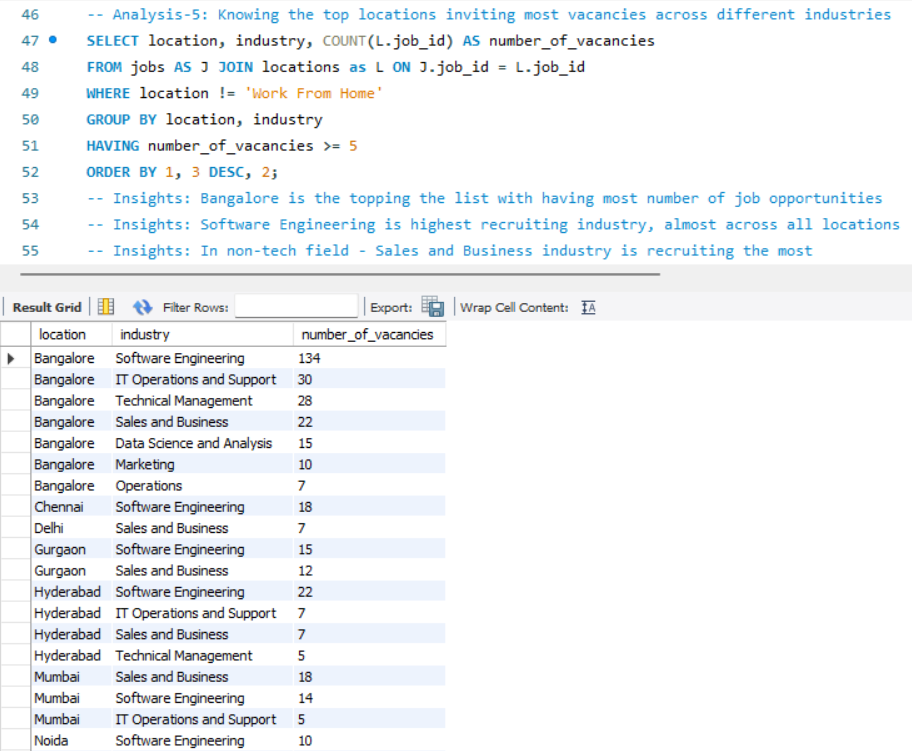 46 -- Analysis-5: Knowing the top locations inviting most vacancies across different industries
47 SELECT location, industry, COUNT(L.job_id) AS number_of_vacancies
48 FROM jobs AS J JOIN locations as L ON J.job_id = L.job_id
49 WHERE location != 'Work From Home'
50 GROUP BY location, industry
51 HAVING number_of_vacancies >= 5
52 ORDER BY 1, 3 DESC, 2;
53 -- Insights: Bangalore is the topping the list with having most number of job opportunities
54 -- Insights: Software Engineering is highest recruiting industry, almost across all locations
55 -- Insights: In non-tech field - Sales and Business industry is recruiting the most
Result Grid Filter Rows: Export: Wrap Cell Content: IA
location industry number_of_vacancies
Bangalore Software Engineering 134
Bangalore IT Operations and Support 30
Bangalore Technical Management 28
Bangalore Sales and Business 22
Bangalore Data Science and Analysis 15
Bangalore Marketing 10
Bangalore Operations 7
Chennai Software Engineering 18
Delhi Sales and Business 7
Gurgaon Software Engineering 15
Gurgaon Sales and Business 12
Hyderabad Software Engineering 22
Hyderabad IT Operations and Support 7
Hyderabad Sales and Business 7
Hyderabad Technical Management 5
Mumbai Sales and Business 18
Mumbai Software Engineering 14
Mumbai IT Operations and Support 5
Noida Software Engineering 10